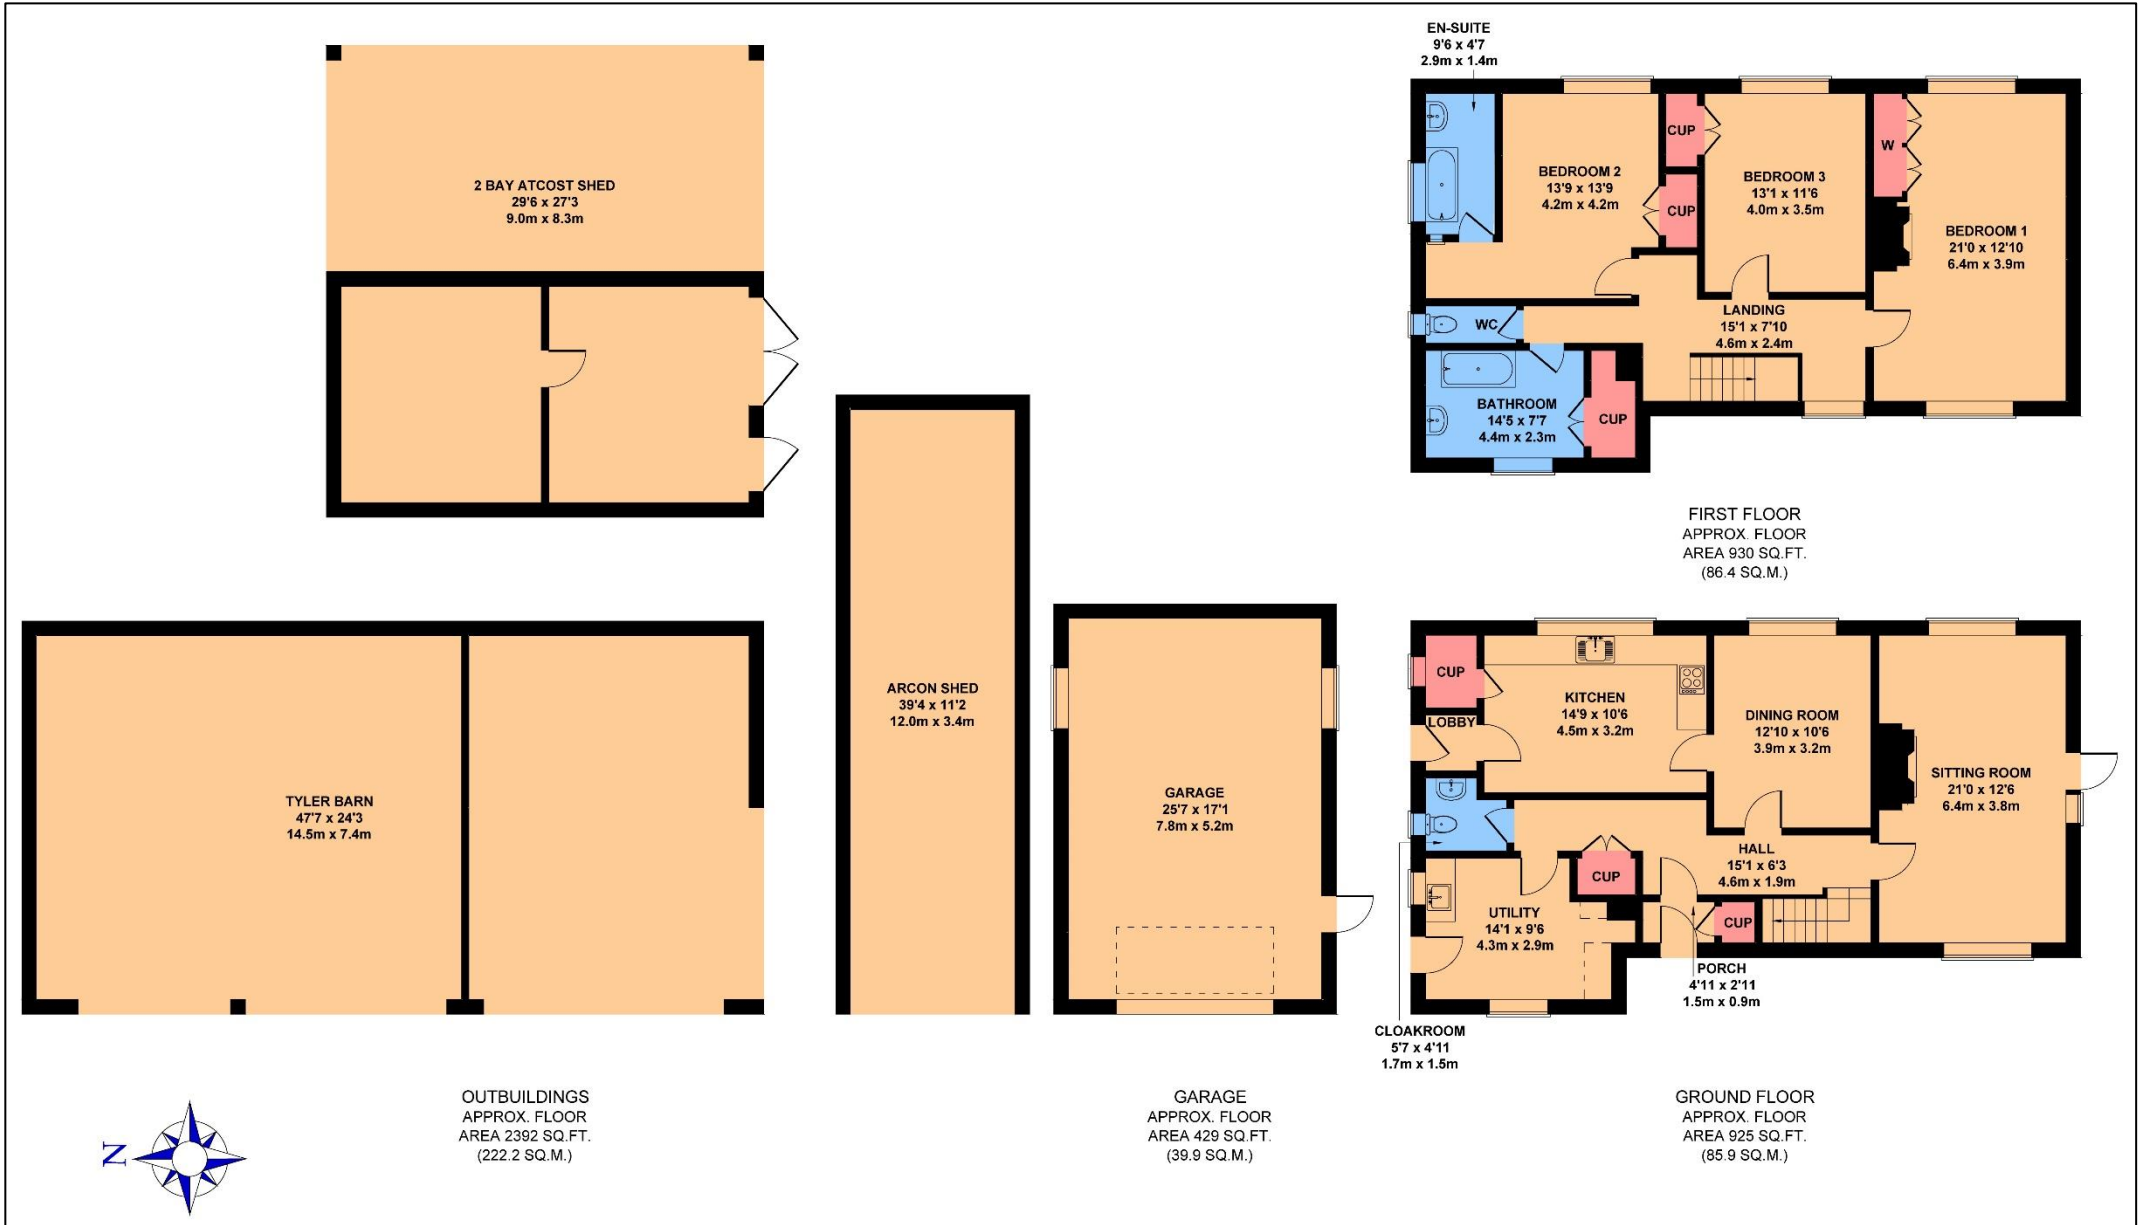 EN-SUITE
9'6 x 4'7
2.9m x 1.4m
2 BAY ATCOST SHED
29'6 x 27'3
9.0m x 8.3m
BEDROOM 2
13'9 x 13'9
4.2m x 4.2m
CUP
CUP
BEDROOM 3
13'1 x 11'6
4.0m x 3.5m
W
BEDROOM 1
21'0 x 12'10
6.4m x 3.9m
WC
LANDING
15'1 x 7'10
4.6m x 2.4m
BATHROOM
14'5 x 7'7
4.4m x 2.3m
CUP
FIRST FLOOR
APPROX. FLOOR
AREA 930 SQ.FT.
(86.4 SQ.M.)
TYLER BARN
47'7 x 24'3
14.5m x 7.4m
ARCON SHED
39'4 x 11'2
12.0m x 3.4m
GARAGE
25'7 x 17'1
7.8m x 5.2m
CUP
LOBBY
KITCHEN
14'9 x 10'6
4.5m x 3.2m
DINING ROOM
12'10 x 10'6
3.9m x 3.2m
SITTING ROOM
21'0 x 12'6
6.4m x 3.8m
HALL
15'1 x 6'3
4.6m x 1.9m
CUP
UTILITY
14'1 x 9'6
4.3m x 2.9m
CUP
PORCH
4'11 x 2'11
1.5m x 0.9m
CLOAKROOM
5'7 x 4'11
1.7m x 1.5m
OUTBUILDINGS
APPROX. FLOOR
AREA 2392 SQ.FT.
(222.2 SQ.M.)
GARAGE
APPROX. FLOOR
AREA 429 SQ.FT.
(39.9 SQ.M.)
GROUND FLOOR
APPROX. FLOOR
AREA 925 SQ.FT.
(85.9 SQ.M.)
N